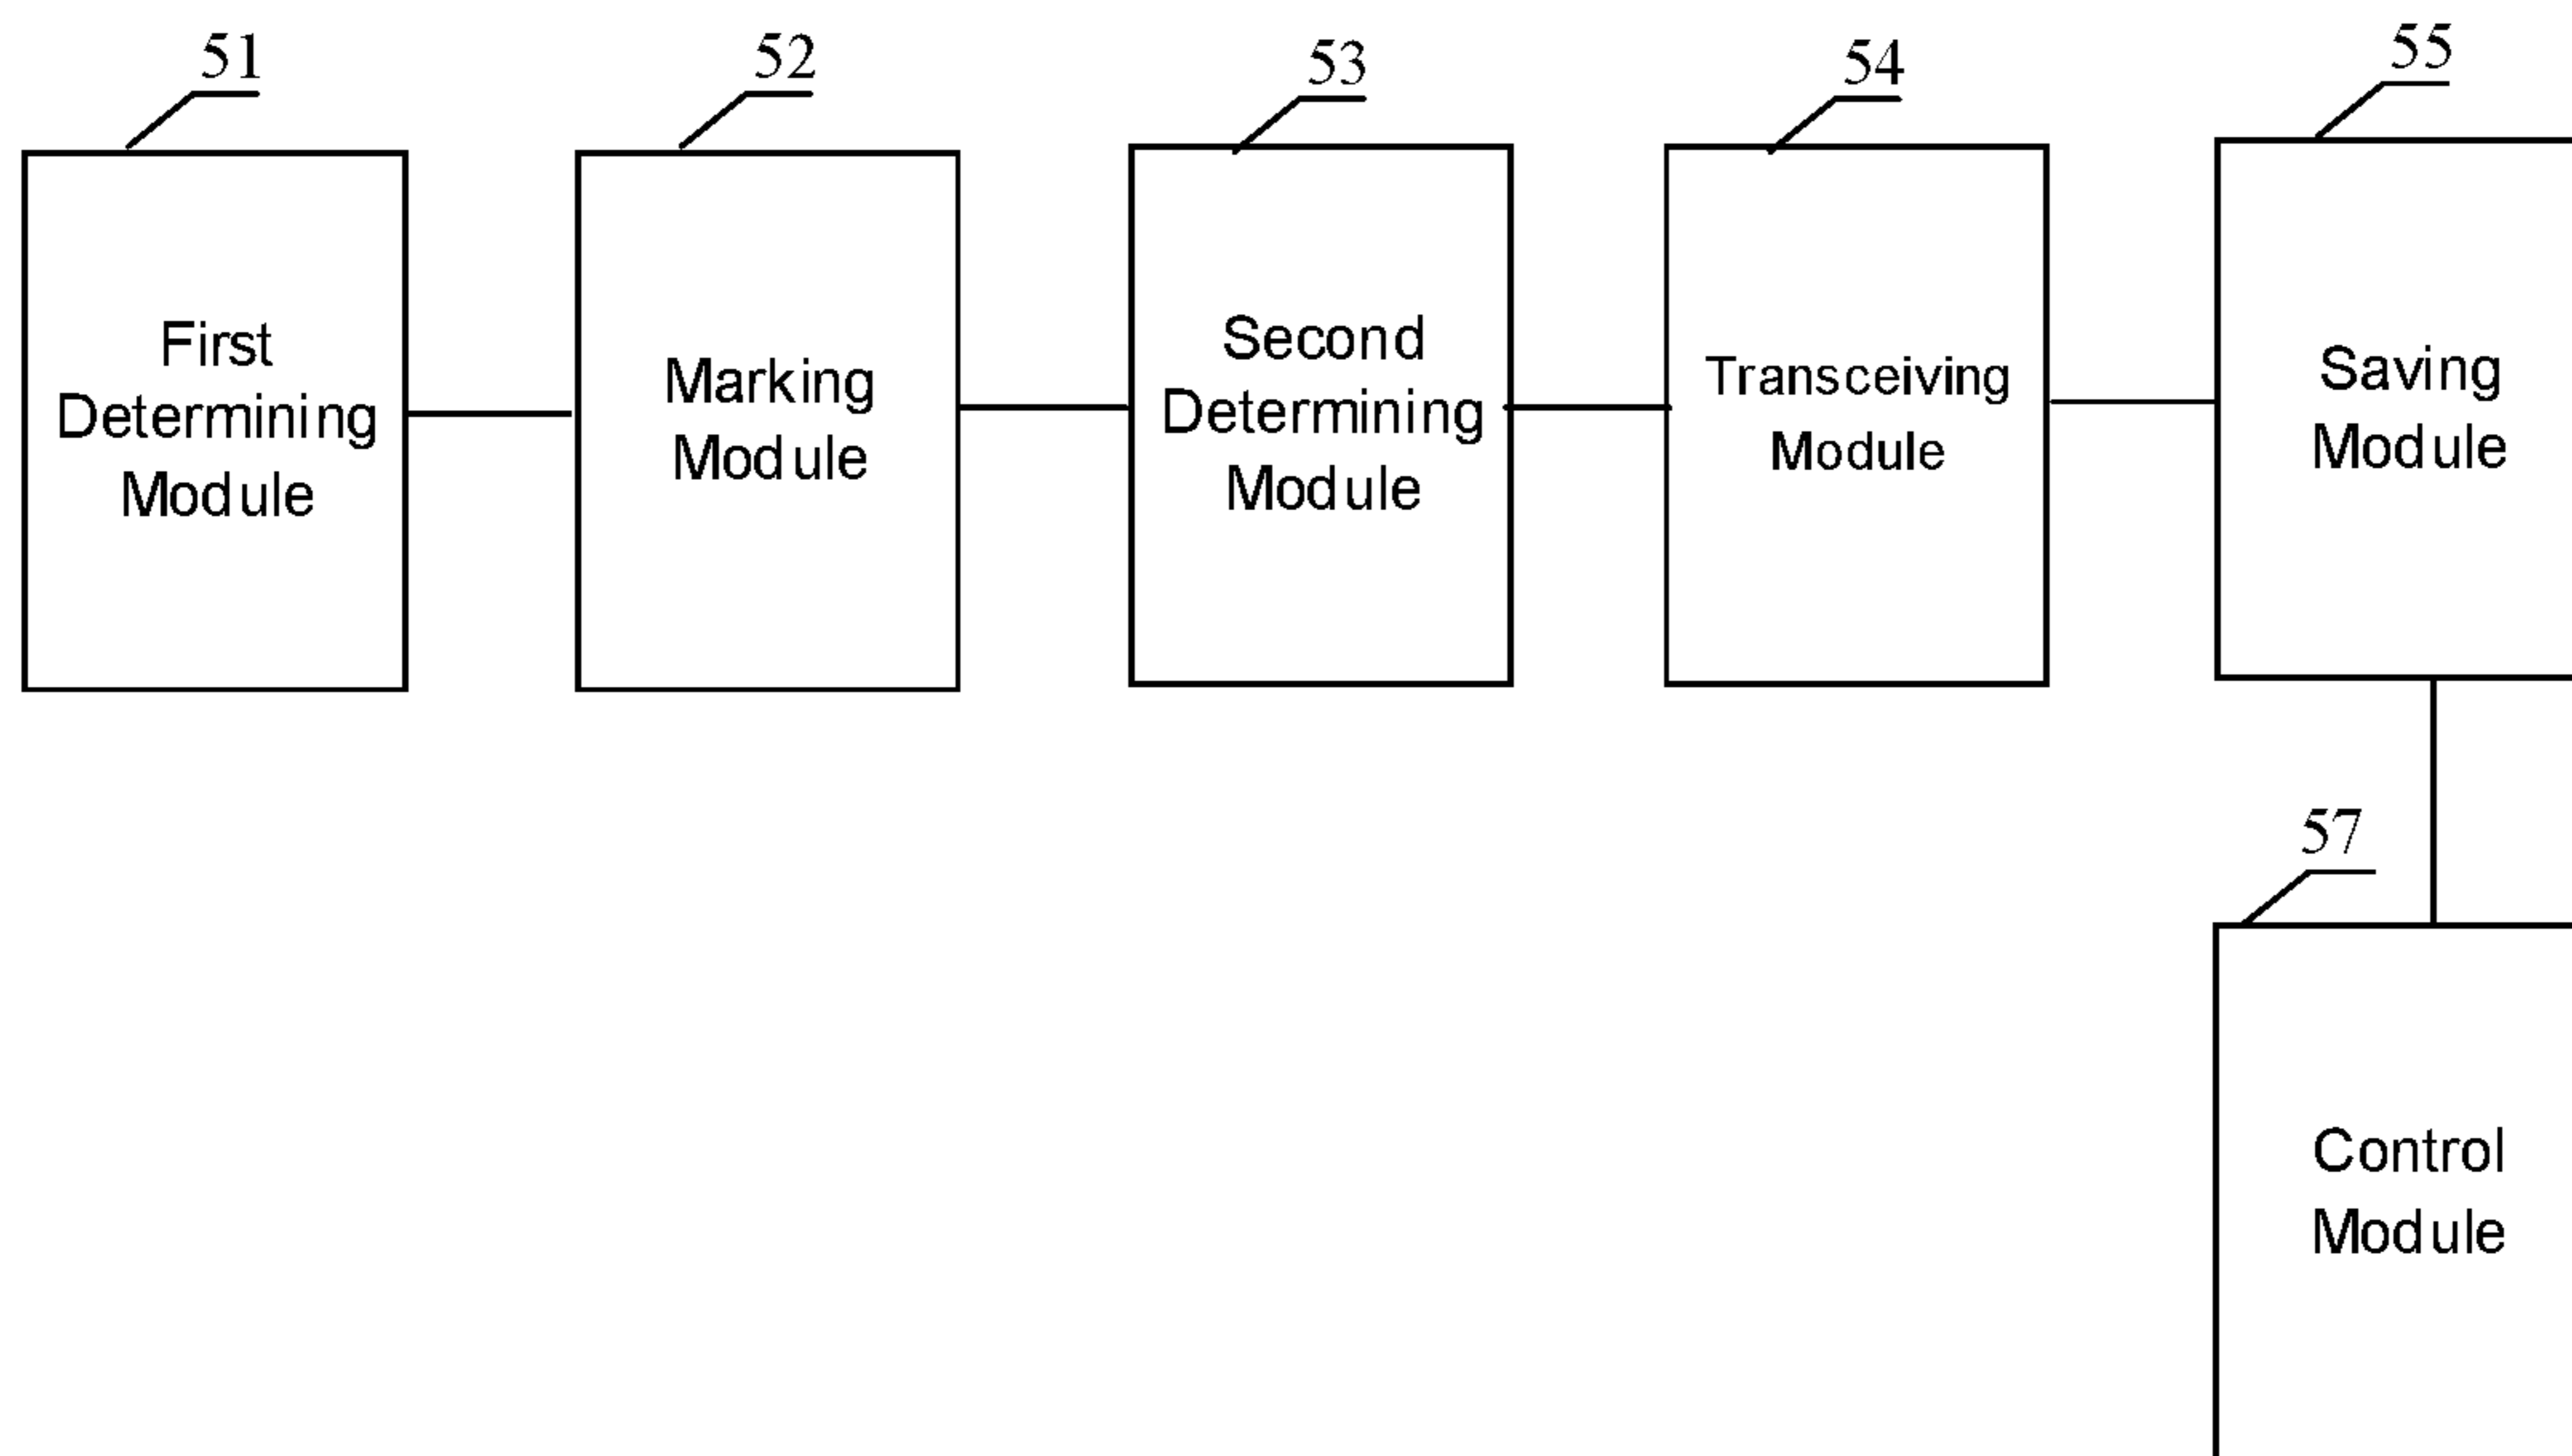 51
52
53
54
55
First
Determining
Module
Marking
Module
Second
Determining
Module
Transceiving
Module
Saving
Module
57
Control
Module